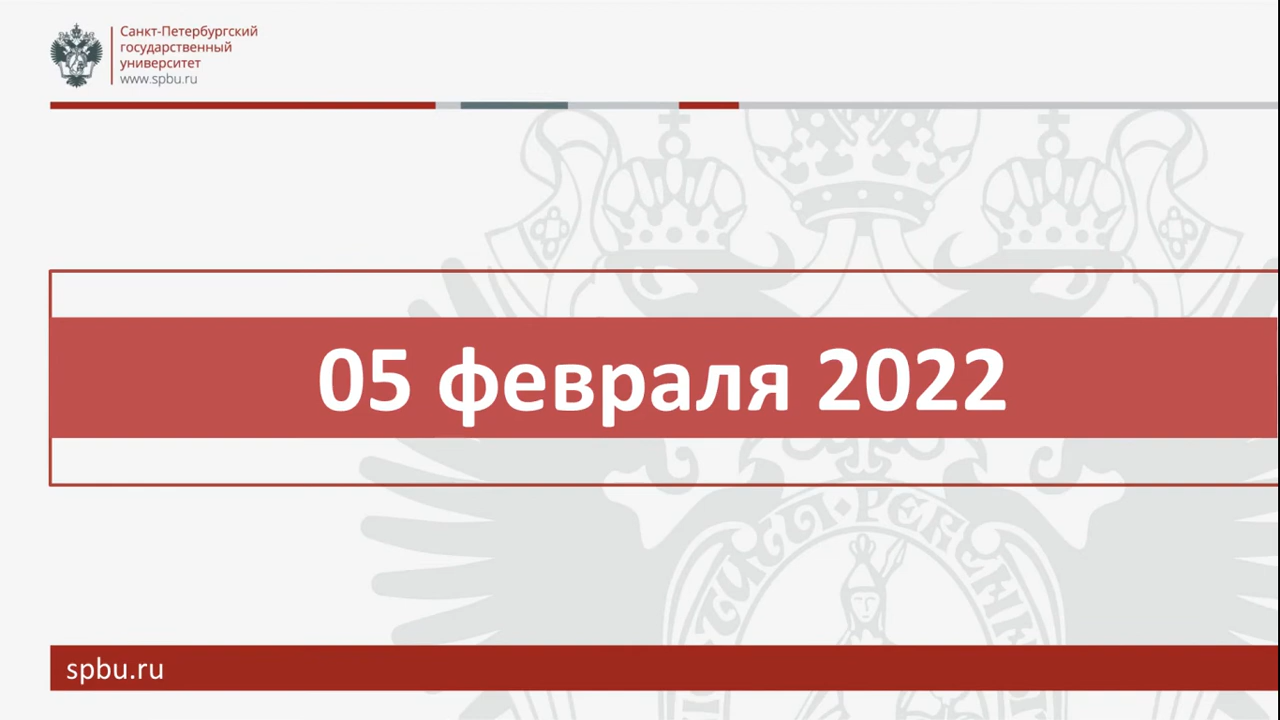 Санкт-Петербургский
государственный
университет
www.spbu.ru
05 февраля 2022
spbu.ru